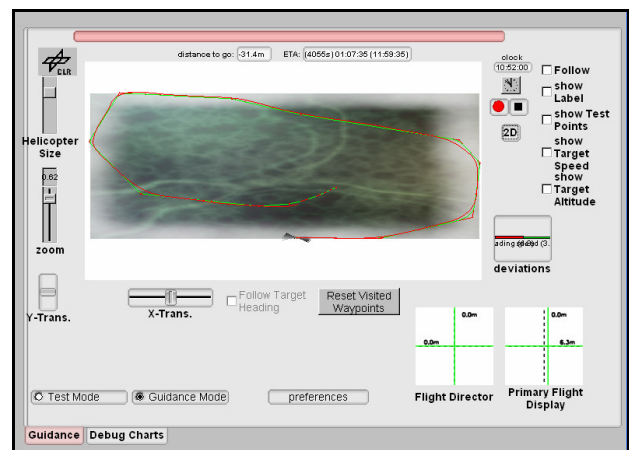 distance to go: -31.4m ETA: (4055s) 01:07:35 (11:59:35)
DLR
clock
10:52:00
Follow
show
Label
show Test
Points
show
Target
Speed
show
Target
Altitude
2D
Helicopter
Size
0.62
zoom
Y-Trans.
X-Trans.
Follow Target
Heading
Reset Visited
Waypoints
deviations
0.0m
0.0m
Flight Director
0.0m
6.3m
Primary Flight
Display
Test Mode
Guidance Mode
preferences
Guidance
Debug Charts